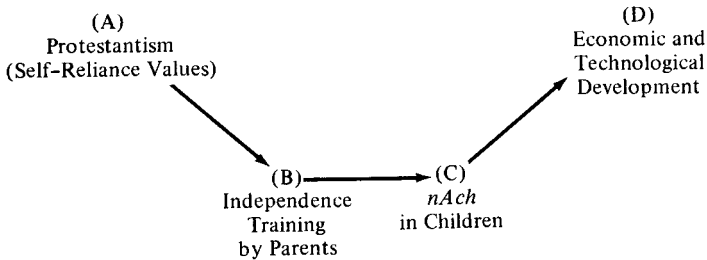 (A)
Protestantism
(Self-Reliance Values)
(D)
Economic and
Technological
Development
(B)
Independence
Training
by Parents
(C)
nAch
in Children